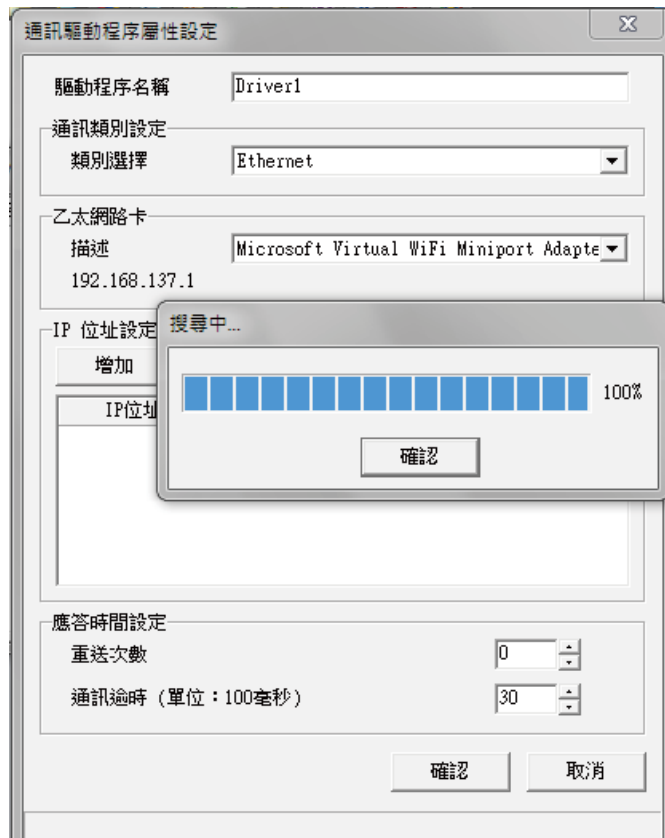 通訊驅動程序屬性設定
驅動程序名稱 Driver1
通訊類別設定
類別選擇 Ethernet
乙太網路卡
描述 Microsoft Virtual WiFi Miniport Adapte
192.168.137.1
IP 位址設定
增加
IP位址
搜尋中...
100%
確認
應答時間設定
重送次數 0
通訊逾時 (單位：100毫秒) 30
確認 取消